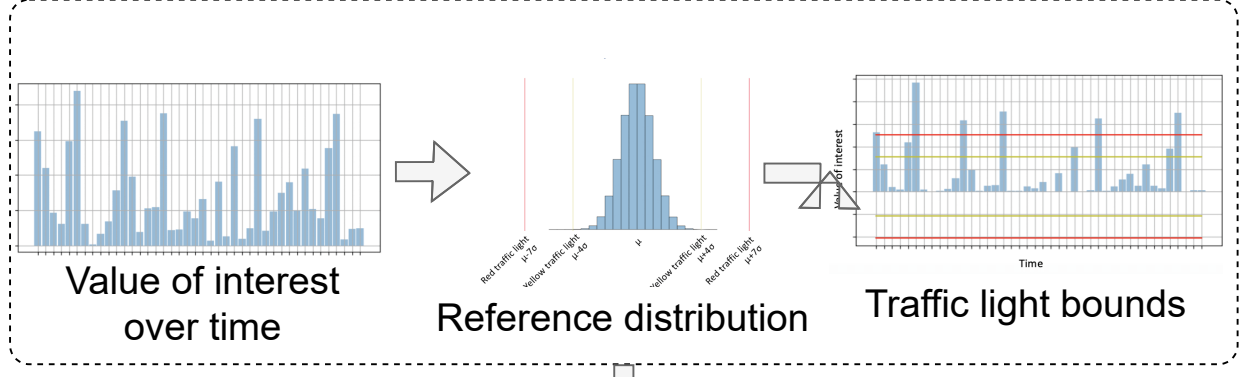 Value of interest
over time
Red traffic light
μ-7σ
Yellow traffic light
μ-4σ
μ
Yellow traffic light
μ+4σ
Red traffic light
μ+7σ
Reference distribution
Value of interest
Time
Traffic light bounds